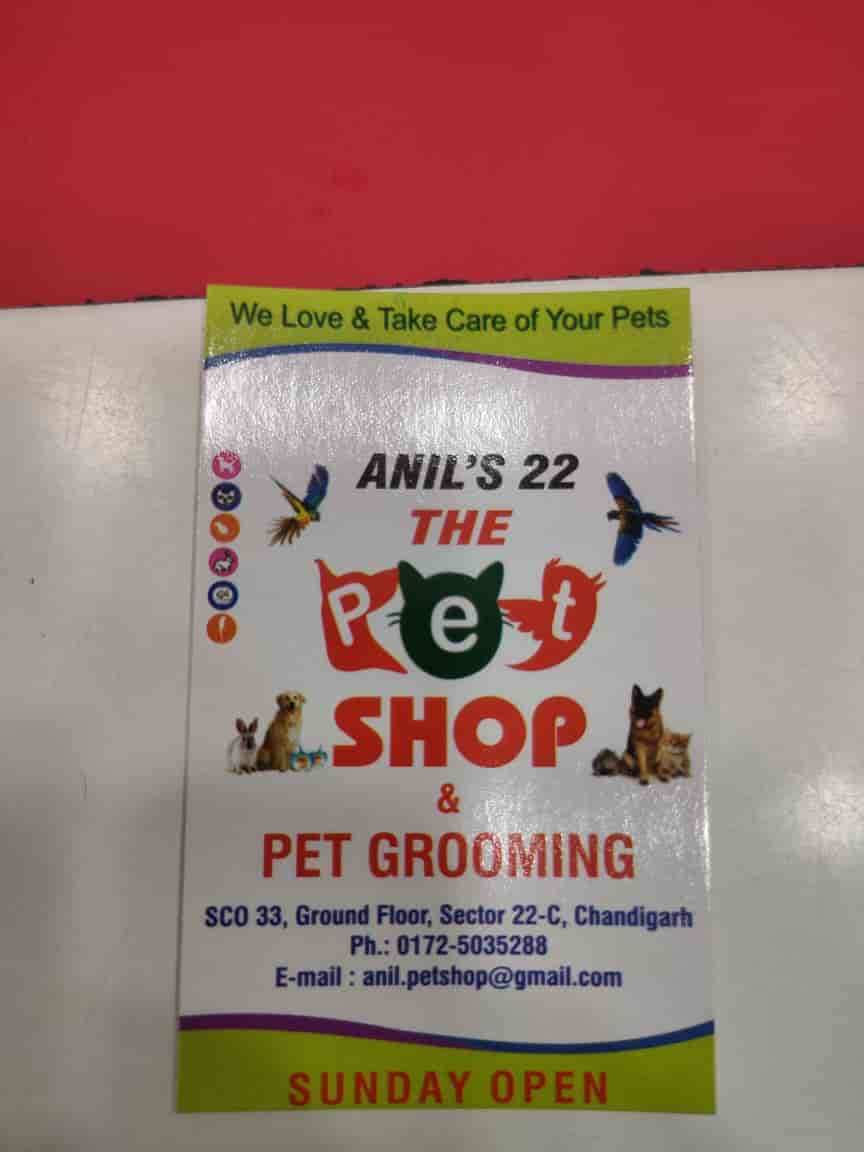 We Love & Take Care of Your Pets
ANIL'S 22
THE
Pet
SHOP
&
PET GROOMING
SCO 33, Ground Floor, Sector 22-C, Chandigarh
Ph.: 0172-5035288
E-mail : anil.petshop@gmail.com
SUNDAY OPEN